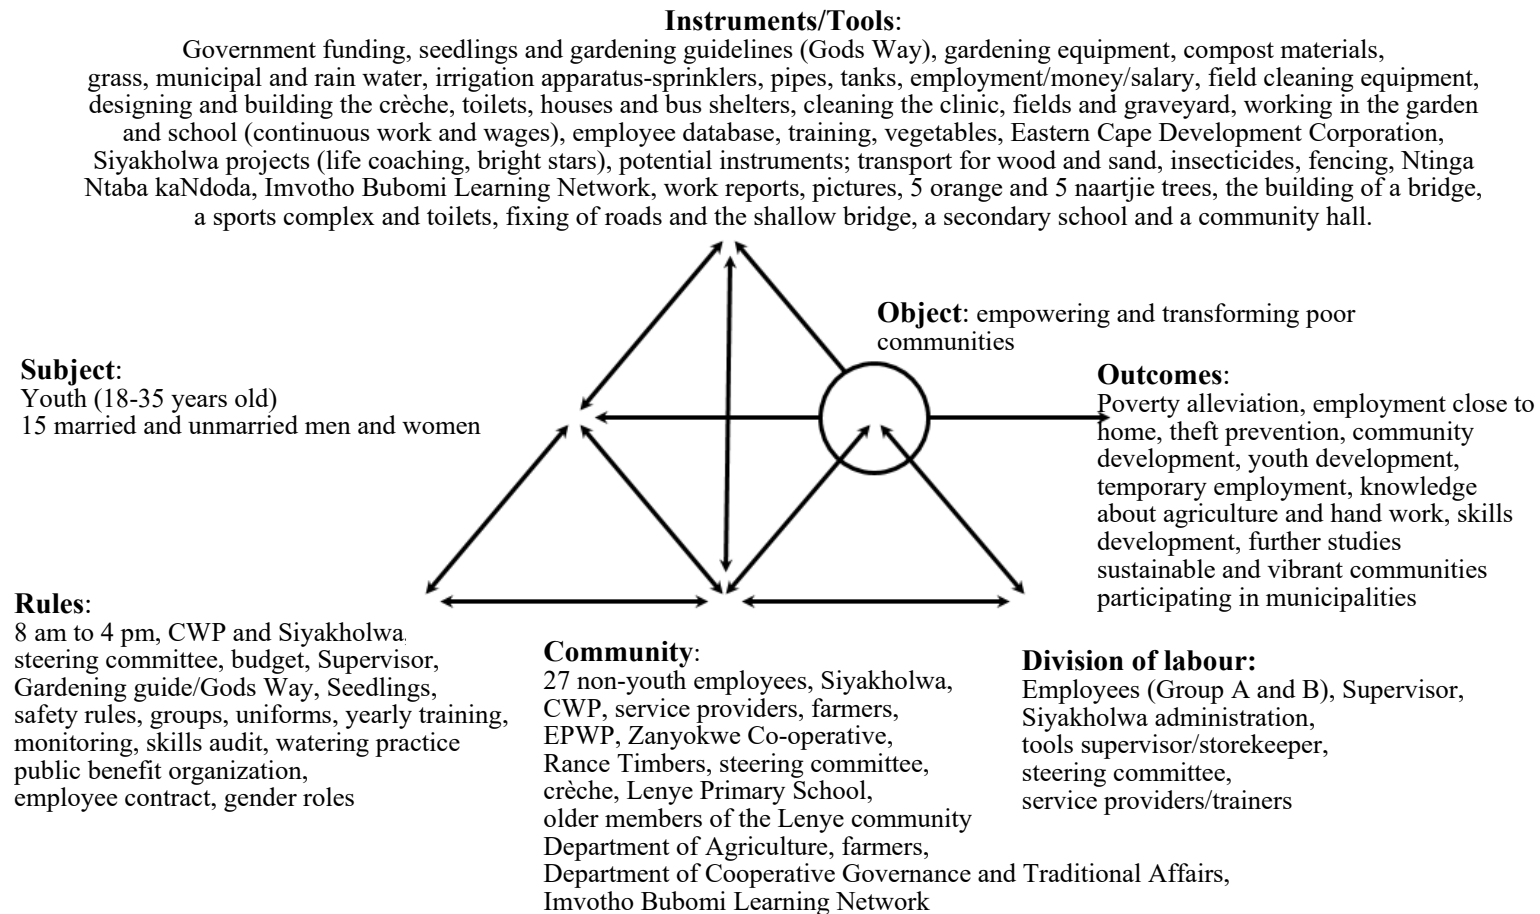 Instruments/Tools:
Government funding, seedlings and gardening guidelines (Gods Way), gardening equipment, compost materials,
grass, municipal and rain water, irrigation apparatus-sprinklers, pipes, tanks, employment/money/salary, field cleaning equipment,
designing and building the crèche, toilets, houses and bus shelters, cleaning the clinic, fields and graveyard, working in the garden
and school (continuous work and wages), employee database, training, vegetables, Eastern Cape Development Corporation,
Siyakholwa projects (life coaching, bright stars), potential instruments; transport for wood and sand, insecticides, fencing, Ntinga
Ntaba kaNdoda, Imvotho Bubomi Learning Network, work reports, pictures, 5 orange and 5 naartjie trees, the building of a bridge,
a sports complex and toilets, fixing of roads and the shallow bridge, a secondary school and a community hall.
Object: empowering and transforming poor
communities
Subject:
Youth (18-35 years old)
15 married and unmarried men and women
Outcomes:
Poverty alleviation, employment close to
home, theft prevention, community
development, youth development,
temporary employment, knowledge
about agriculture and hand work, skills
development, further studies
sustainable and vibrant communities
participating in municipalities
Rules:
8 am to 4 pm, CWP and Siyakholwa
steering committee, budget, Supervisor,
Gardening guide/Gods Way, Seedlings,
safety rules, groups, uniforms, yearly training,
monitoring, skills audit, watering practice
public benefit organization,
employee contract, gender roles
Community:
27 non-youth employees, Siyakholwa,
CWP, service providers, farmers,
EPWP, Zanyokwe Co-operative,
Rance Timbers, steering committee,
crèche, Lenye Primary School,
older members of the Lenye community
Department of Agriculture, farmers,
Department of Cooperative Governance and Traditional Affairs,
Imvotho Bubomi Learning Network
Division of labour:
Employees (Group A and B), Supervisor,
Siyakholwa administration,
tools supervisor/storekeeper,
steering committee,
service providers/trainers